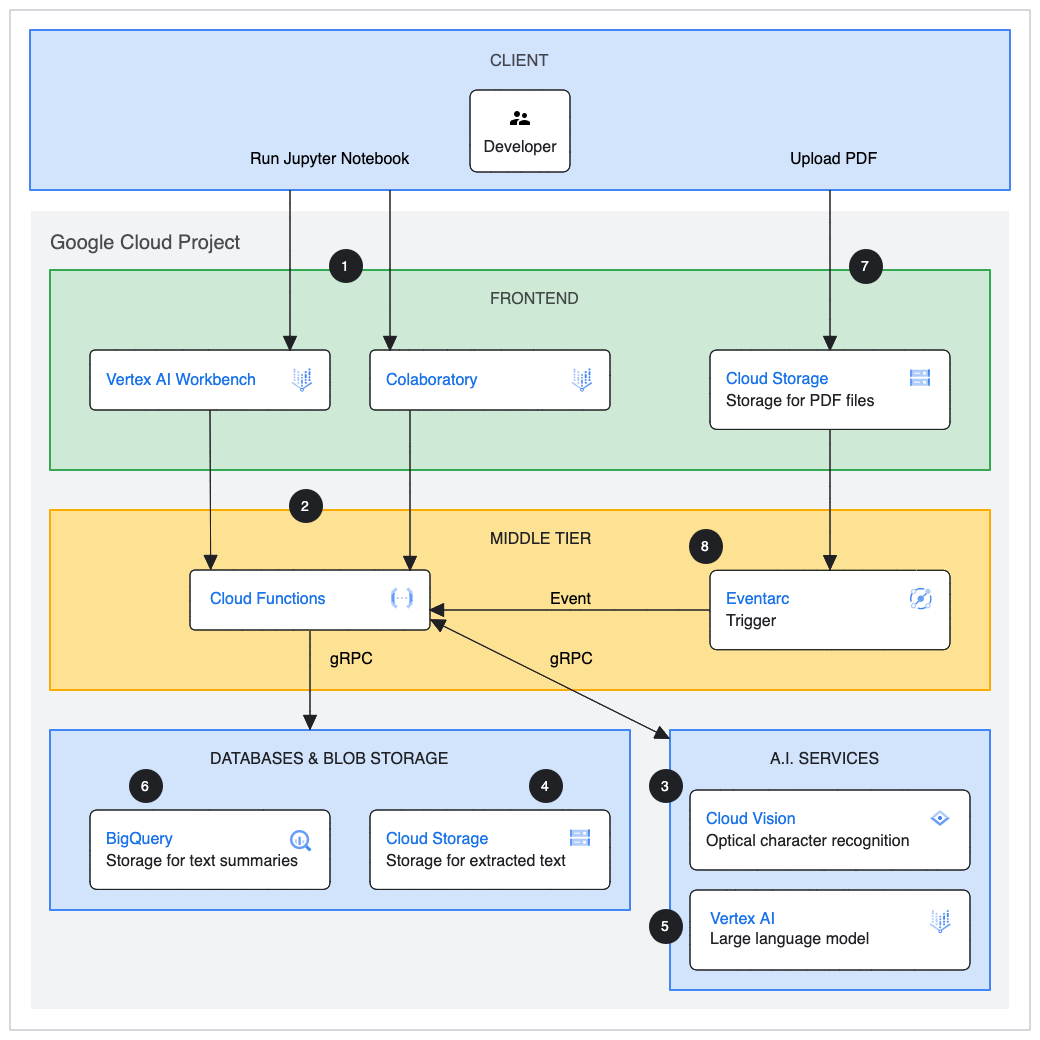 CLIENT
Developer
Run Jupyter Notebook
Upload PDF
Google Cloud Project
1
7
FRONTEND
Vertex AI Workbench
Colaboratory
Cloud Storage
Storage for PDF files
2
MIDDLE TIER
8
Cloud Functions
Event
Eventarc
Trigger
gRPC
gRPC
DATABASES & BLOB STORAGE
A.I. SERVICES
6
4
3
BigQuery
Storage for text summaries
Cloud Storage
Storage for extracted text
Cloud Vision
Optical character recognition
5
Vertex AI
Large language model